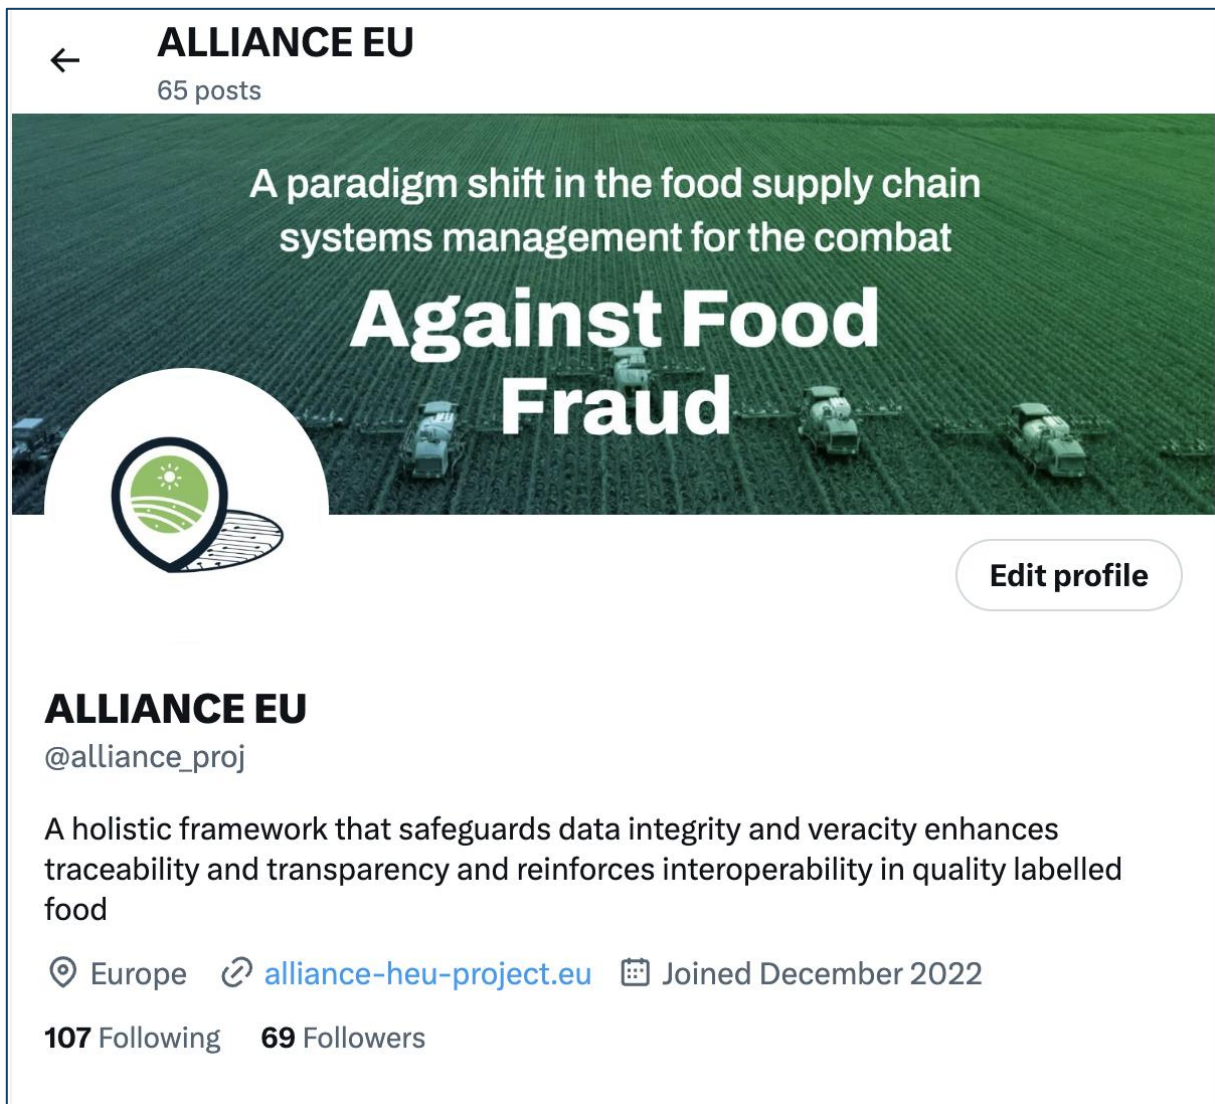 ALLIANCE EU
65 posts
A paradigm shift in the food supply chain
systems management for the combat
Against Food
Fraud
Edit profile
ALLIANCE EU
@alliance_proj
A holistic framework that safeguards data integrity and veracity enhances
traceability and transparency and reinforces interoperability in quality labelled
food
Europe alliance-heu-project.eu Joined December 2022
107 Following 69 Followers